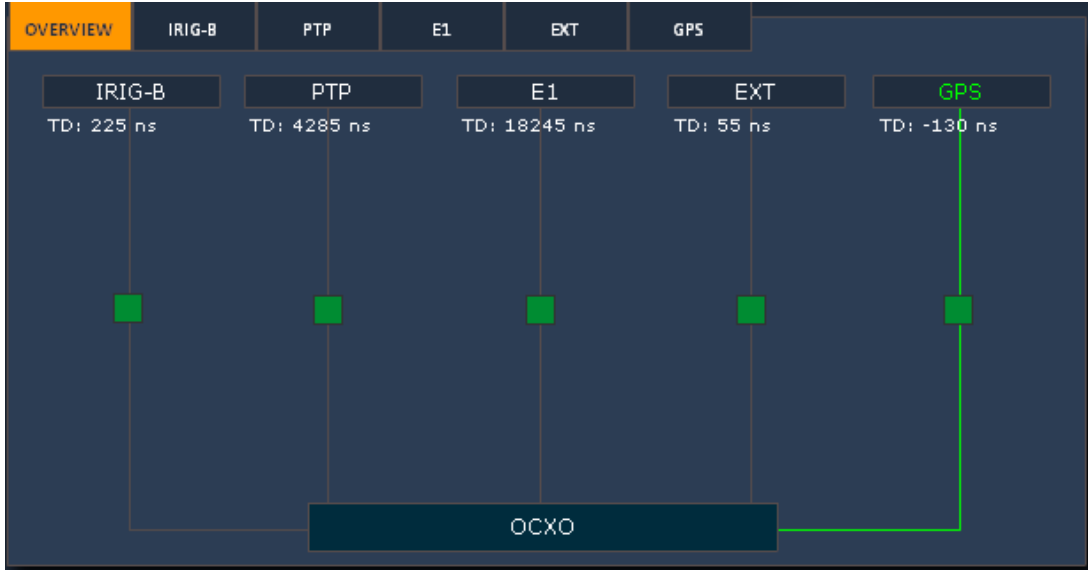 OVERVIEW IRIG-B PTP E1 EXT GPS
IRIG-B PTP E1 EXT GPS
TD: 225 ns TD: 4285 ns TD: 18245 ns TD: 55 ns TD: -130 ns
OCXO